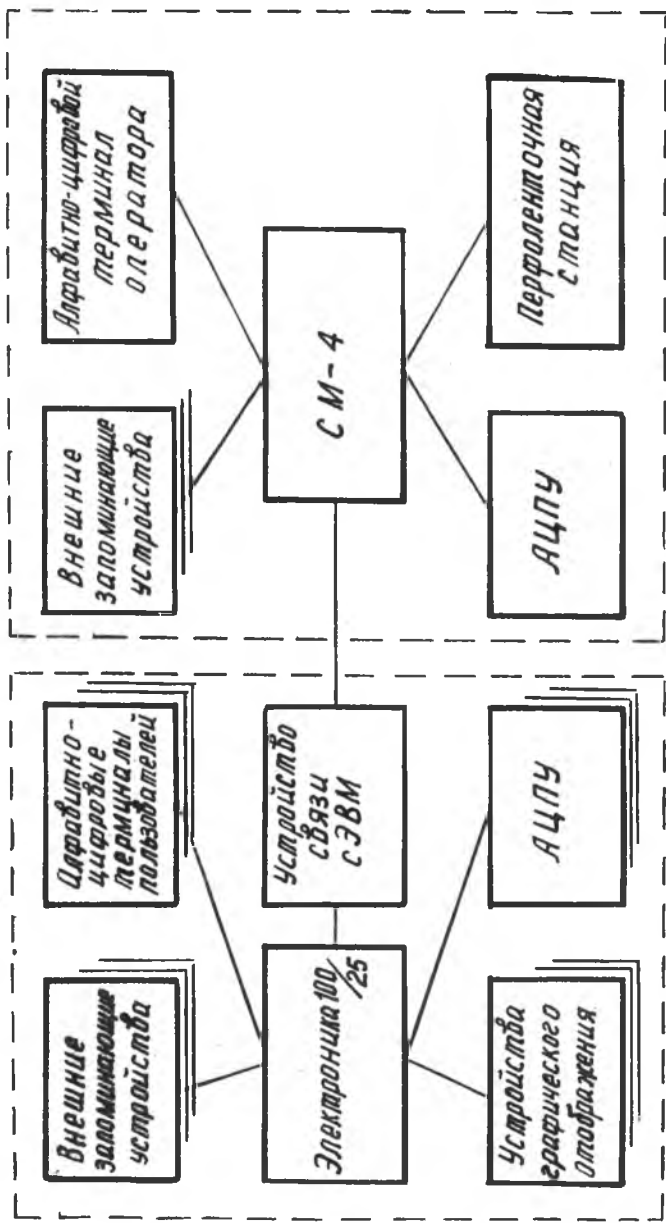 Внешние
запоминающие
устройства
Алфавитно-
цифровые
терминалы
пользователей
Внешние
запоминающие
устройства
Алфавитно-цифровой
терминал
оператора
Электроника 100
/25
Устройство
связи
с ЭВМ
СМ-4
Устройства
графического
отображения
АЦПУ
АЦПУ
Перфоленточная
станция